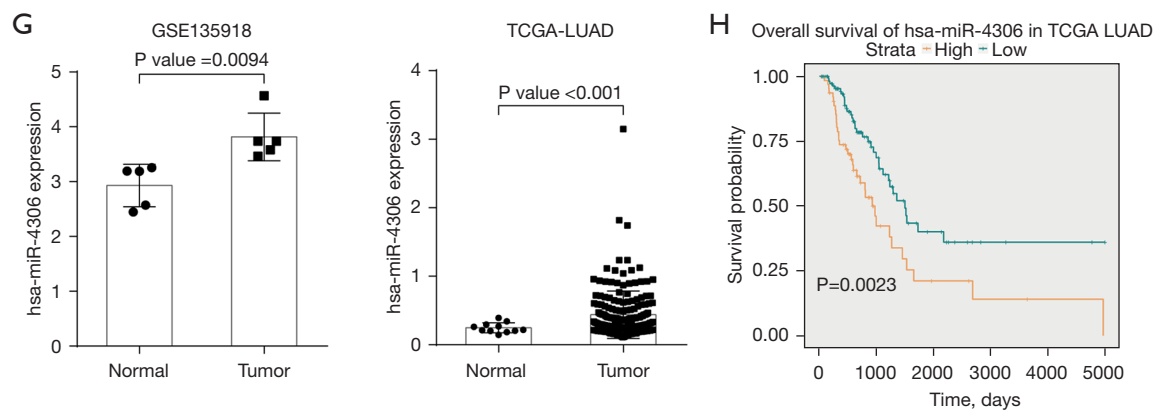 G
GSE135918
P value =0.0094
hsa-miR-4306 expression
5
4
3
2
1
0
Normal
Tumor
TCGA-LUAD
P value <0.001
hsa-miR-4306 expression
4
3
2
1
0
Normal
Tumor
H
Overall survival of hsa-miR-4306 in TCGA LUAD
Strata High Low
Survival probability
1.00
0.75
0.50
0.25
0.00
P=0.0023
0 1000 2000 3000 4000 5000
Time, days